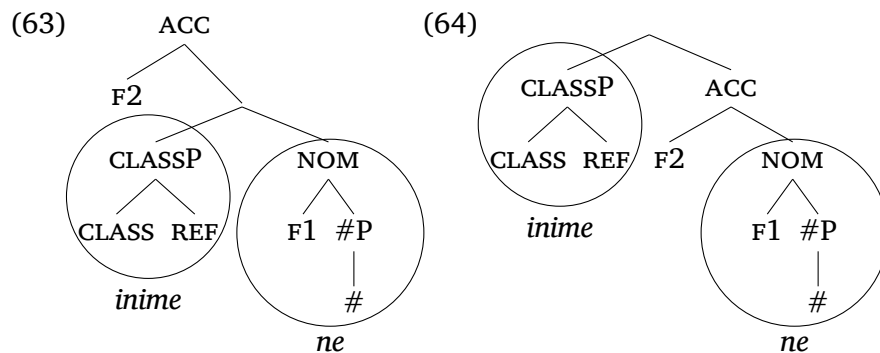 (63) ACC (64)
F2 CLASSP ACC
CLASSP NOM CLASS REF F2 NOM
CLASS REF F1 #P inime F1 #P
inime # #
ne ne